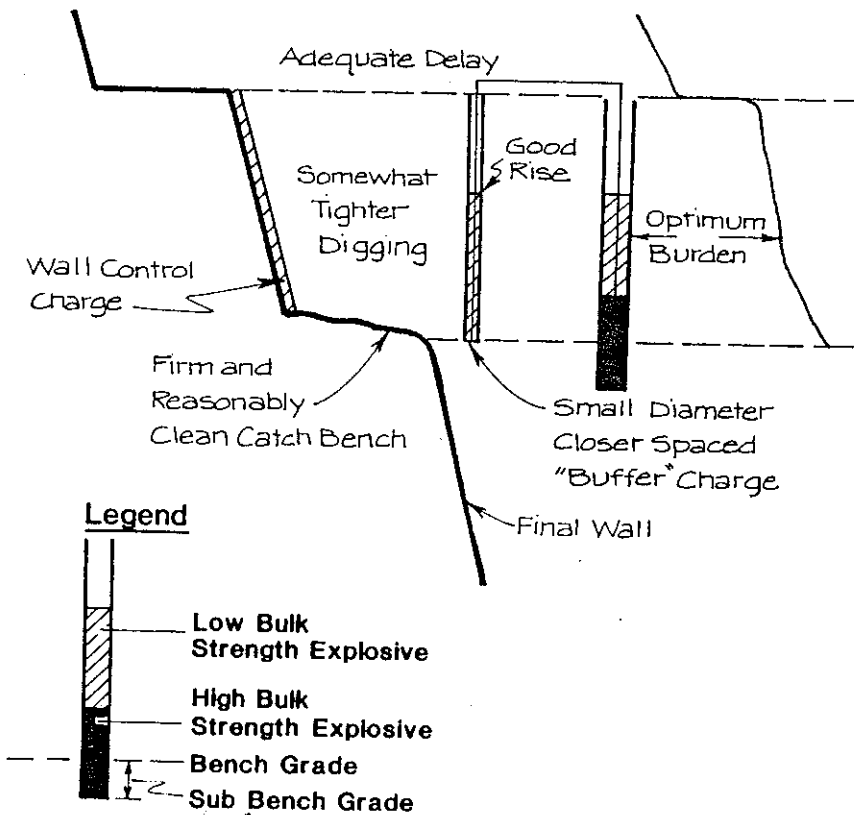 Adequate Delay
Good
Rise
Somewhat
Tighter
Digging
Optimum
Burden
Wall Control
Charge
Firm and
Reasonably
Clean Catch Bench
Small Diameter
Closer Spaced
"Buffer" Charge
Final Wall
Legend
Low Bulk
Strength Explosive
High Bulk
Strength Explosive
Bench Grade
Sub Bench Grade